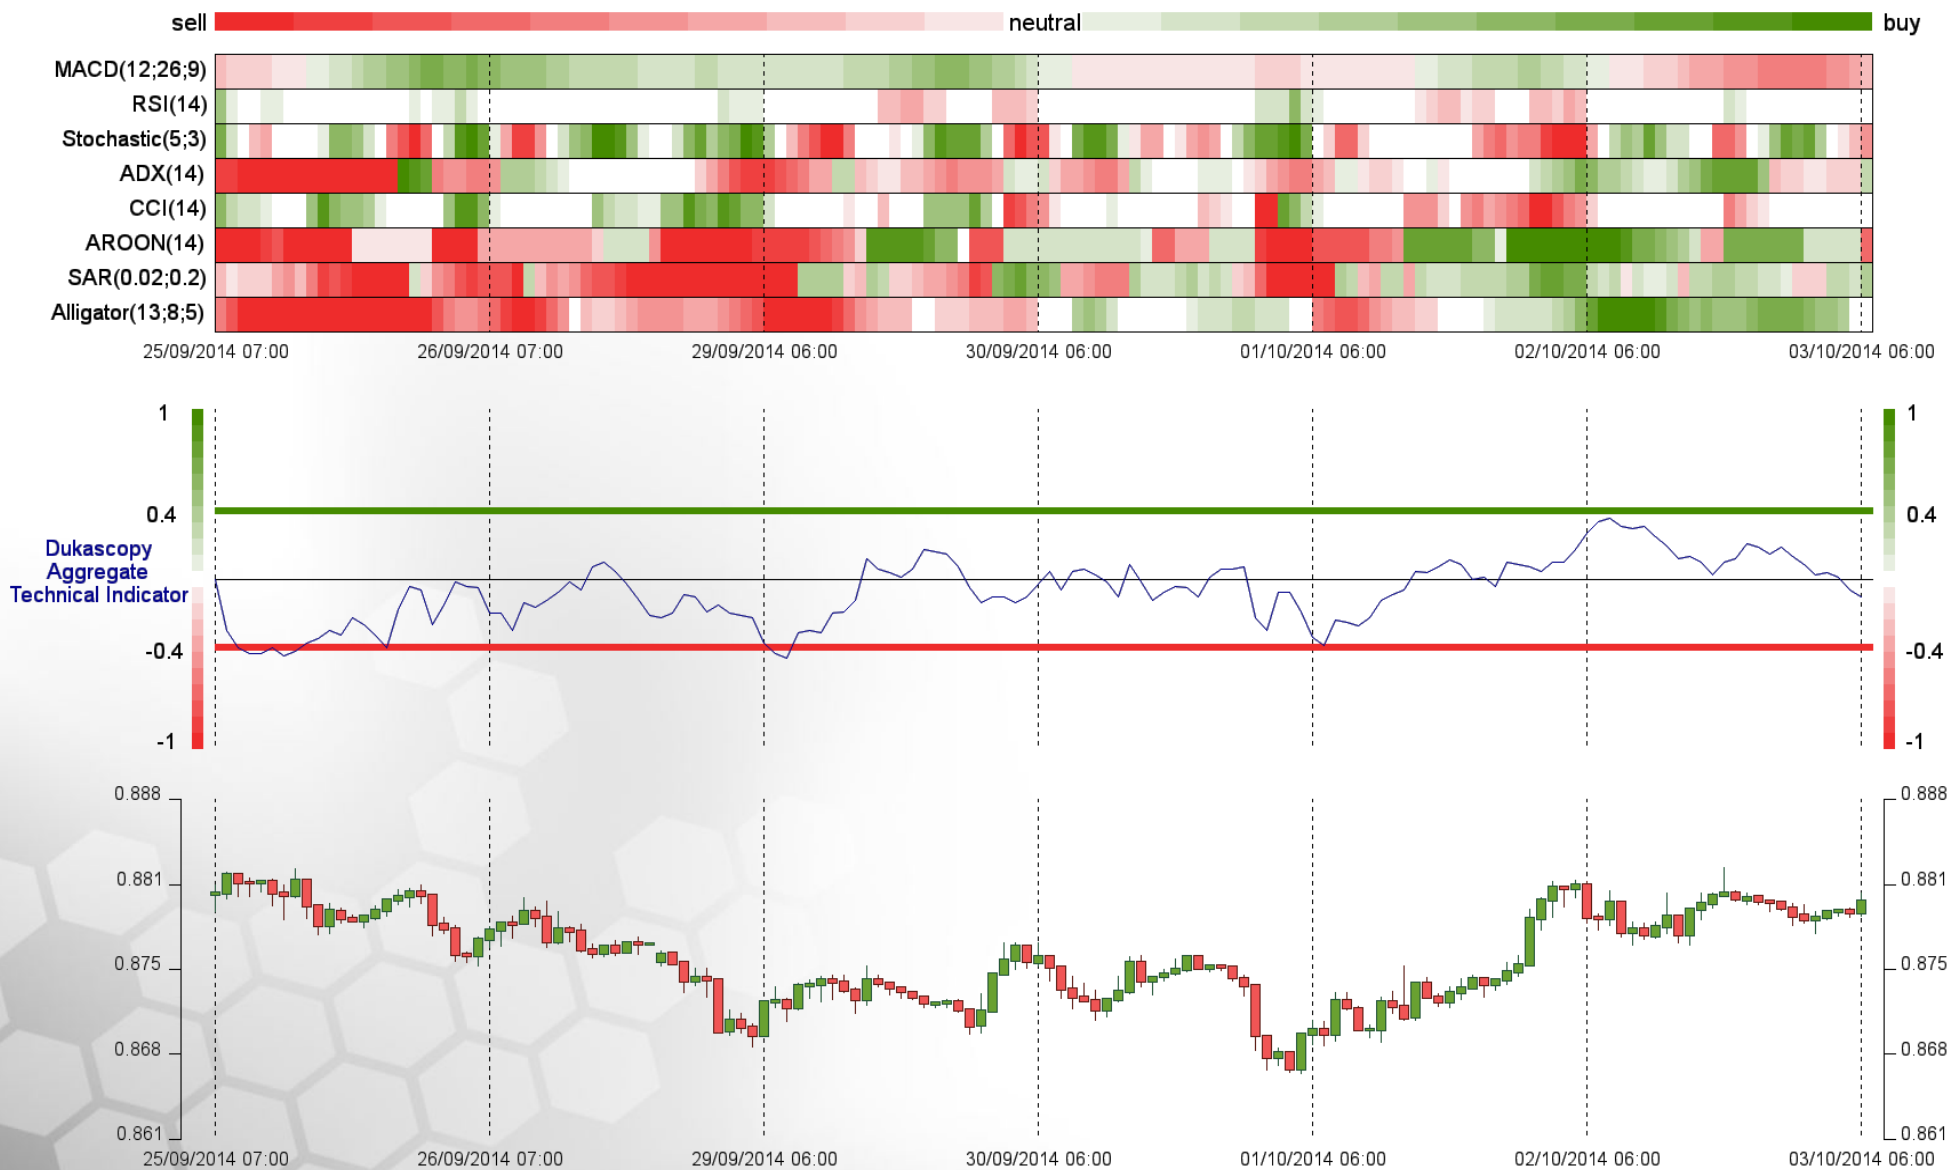 sell neutral buy
MACD(12;26;9)
RSI(14)
Stochastic(5;3)
ADX(14)
CCI(14)
AROON(14)
SAR(0.02;0.2)
Alligator(13;8;5)
25/09/2014 07:00 26/09/2014 07:00 29/09/2014 06:00 30/09/2014 06:00 01/10/2014 06:00 02/10/2014 06:00 03/10/2014 06:00
1 1
0.4 0.4
Dukascopy
Aggregate
Technical Indicator
-0.4 -0.4
-1 -1
0.888 0.888
0.881 0.881
0.875 0.875
0.868 0.868
0.861 0.861
25/09/2014 07:00 26/09/2014 07:00 29/09/2014 06:00 30/09/2014 06:00 01/10/2014 06:00 02/10/2014 06:00 03/10/2014 06:00